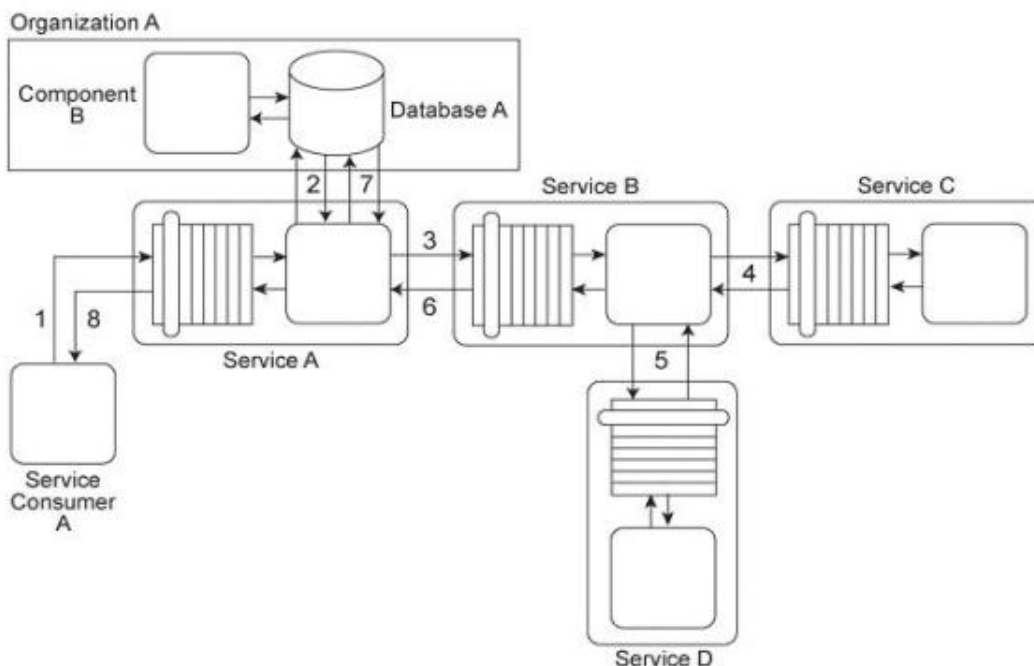 Organization A
Component
B
Database A
2
7
Service B
Service C
3
4
6
1
8
Service A
5
Service
Consumer
A
Service D